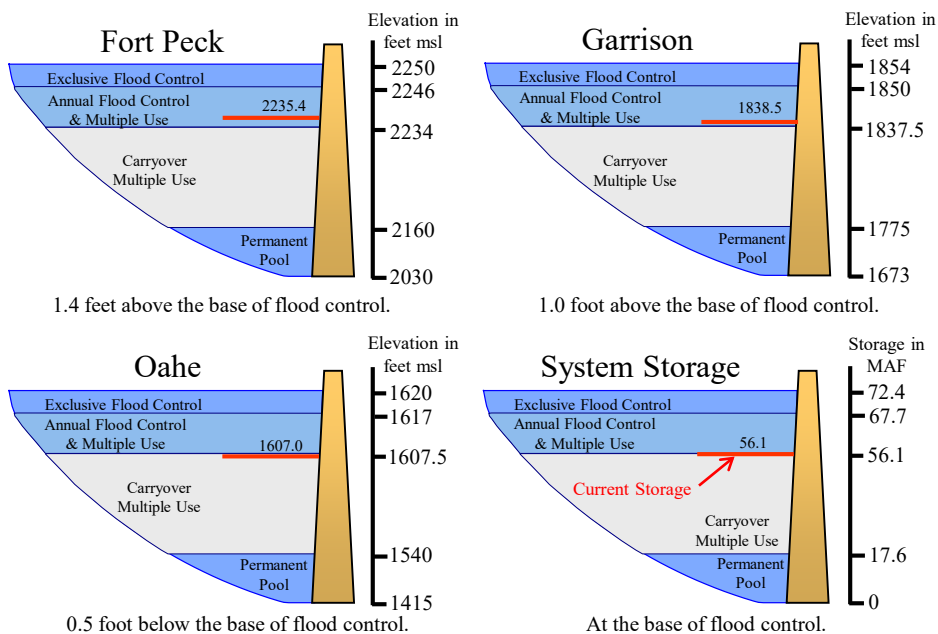 Fort Peck
Elevation in
feet msl
Exclusive Flood Control
Annual Flood Control
& Multiple Use
2235.4
Carryover
Multiple Use
Permanent
Pool
2250
2246
2234
2160
2030
1.4 feet above the base of flood control.
Garrison
Elevation in
feet msl
Exclusive Flood Control
Annual Flood Control
& Multiple Use
1838.5
Carryover
Multiple Use
Permanent
Pool
1854
1850
1837.5
1775
1673
1.0 foot above the base of flood control.
Oahe
Elevation in
feet msl
Exclusive Flood Control
Annual Flood Control
& Multiple Use
1607.0
Carryover
Multiple Use
Permanent
Pool
1620
1617
1607.5
1540
1415
0.5 foot below the base of flood control.
System Storage
Storage in
MAF
Exclusive Flood Control
Annual Flood Control
& Multiple Use
56.1
Current Storage
Carryover
Multiple Use
Permanent
Pool
72.4
67.7
56.1
17.6
0
At the base of flood control.